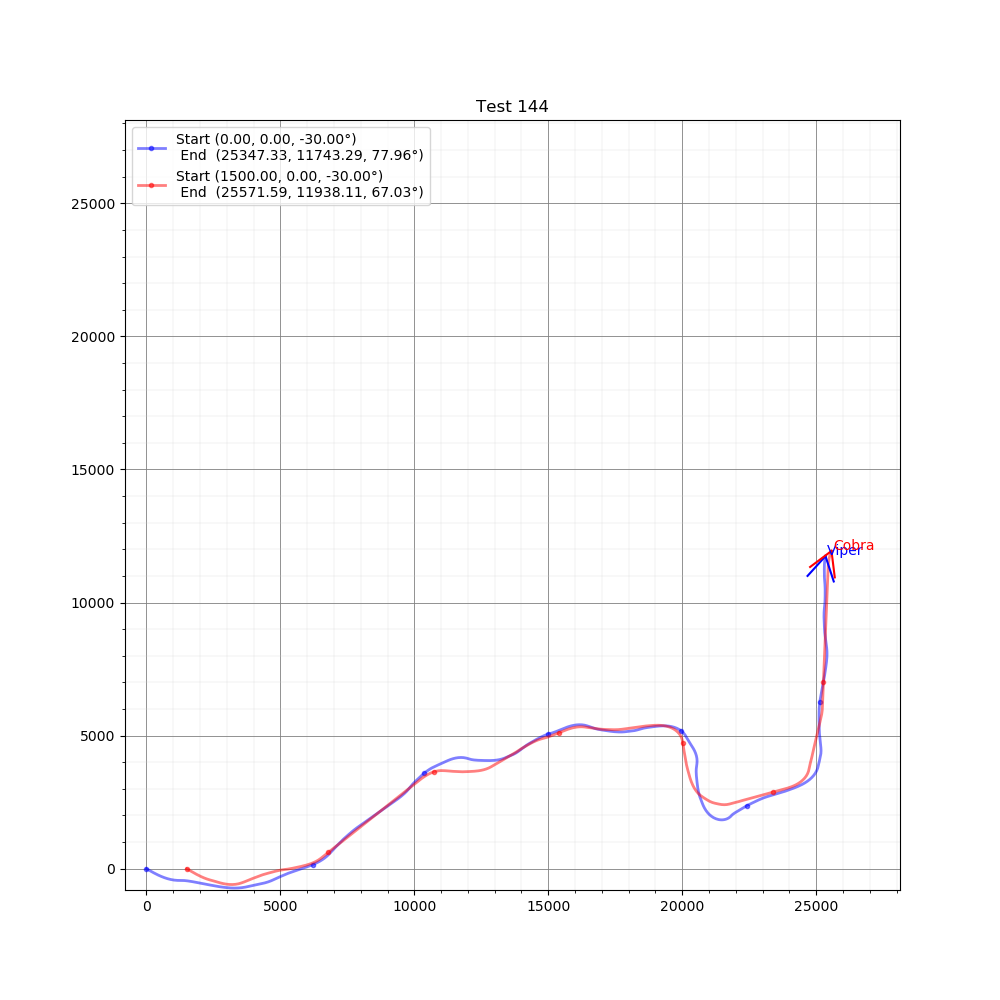 Test 144
Start (0.00, 0.00, -30.00°)
End (25347.33, 11743.29, 77.96°)
Start (1500.00, 0.00, -30.00°)
End (25571.59, 11938.11, 67.03°)
25000
20000
15000
10000
5000
0
Cobra
Viper
0 5000 10000 15000 20000 25000